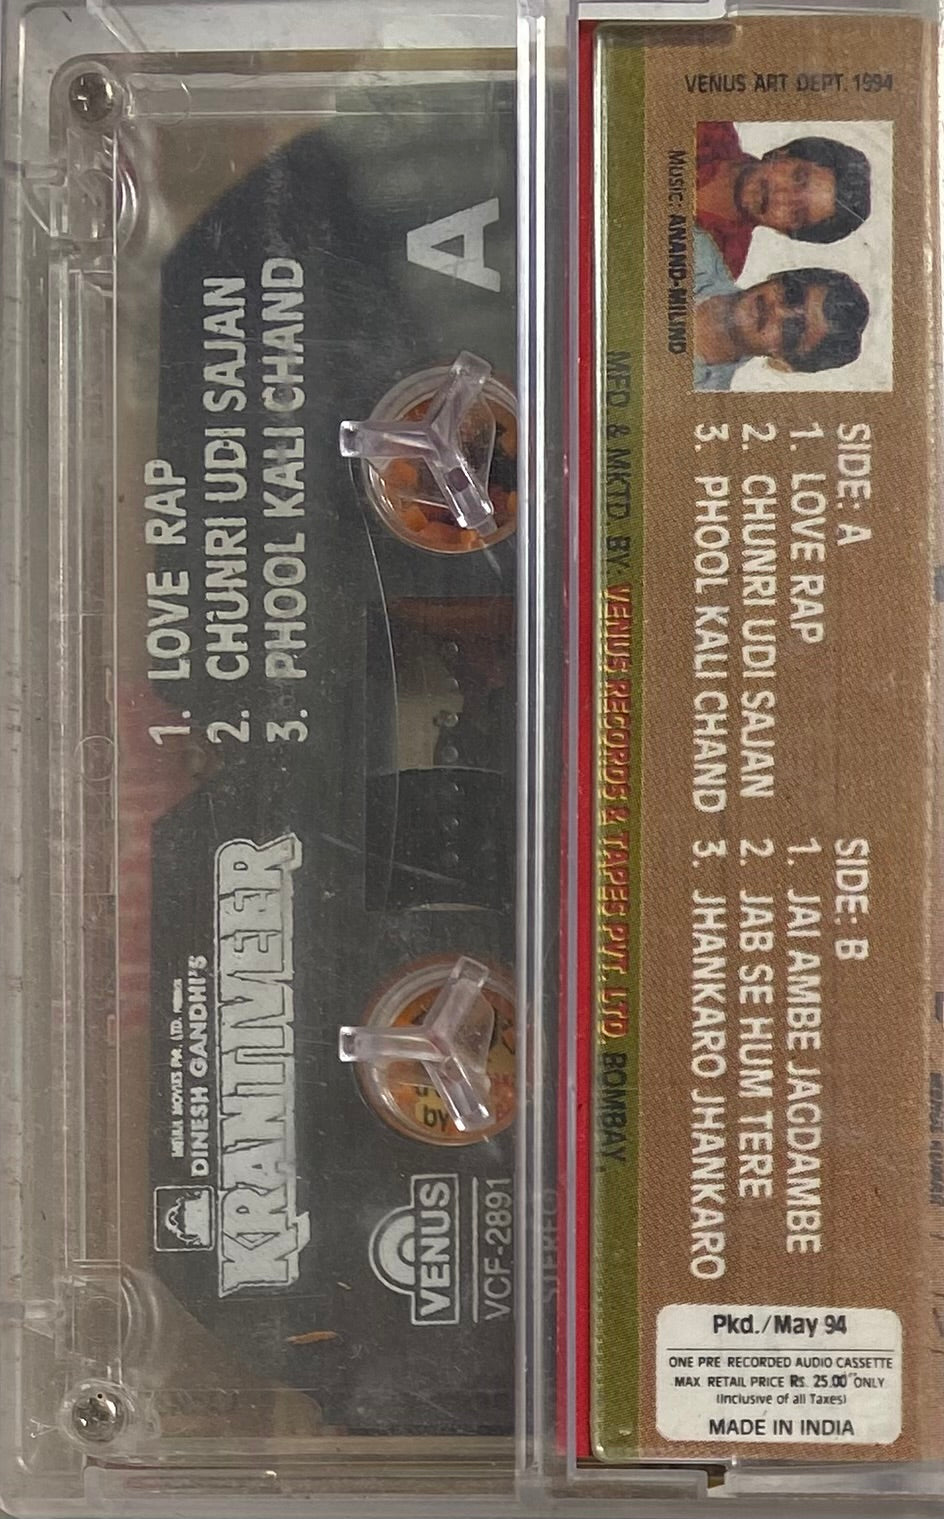 A
1. LOVE RAP
2. CHUNRI UDI SAJAN
3. PHOOL KALI CHAND
DINESH GANDHI'S
KRANTIVEER
VENUS
VCF-2891
STEREO
by
VENUS ART DEPT. 1994
MUSIC: ANAND-MILIND
SIDE: A
1. LOVE RAP
2. CHUNRI UDI SAJAN
3. PHOOL KALI CHAND
SIDE: B
1. JAI AMBE JAGDAMBE
2. JAB SE HUM TERE
3. JHANKARO JHANKARO
MFD. & MKTD. BY: VENUS RECORDS & TAPES PVT. LTD. BOMBAY.
Pkd./May 94
ONE PRE RECORDED AUDIO CASSETTE
MAX RETAIL PRICE Rs. 25.00 ONLY
(Inclusive of all Taxes)
MADE IN INDIA